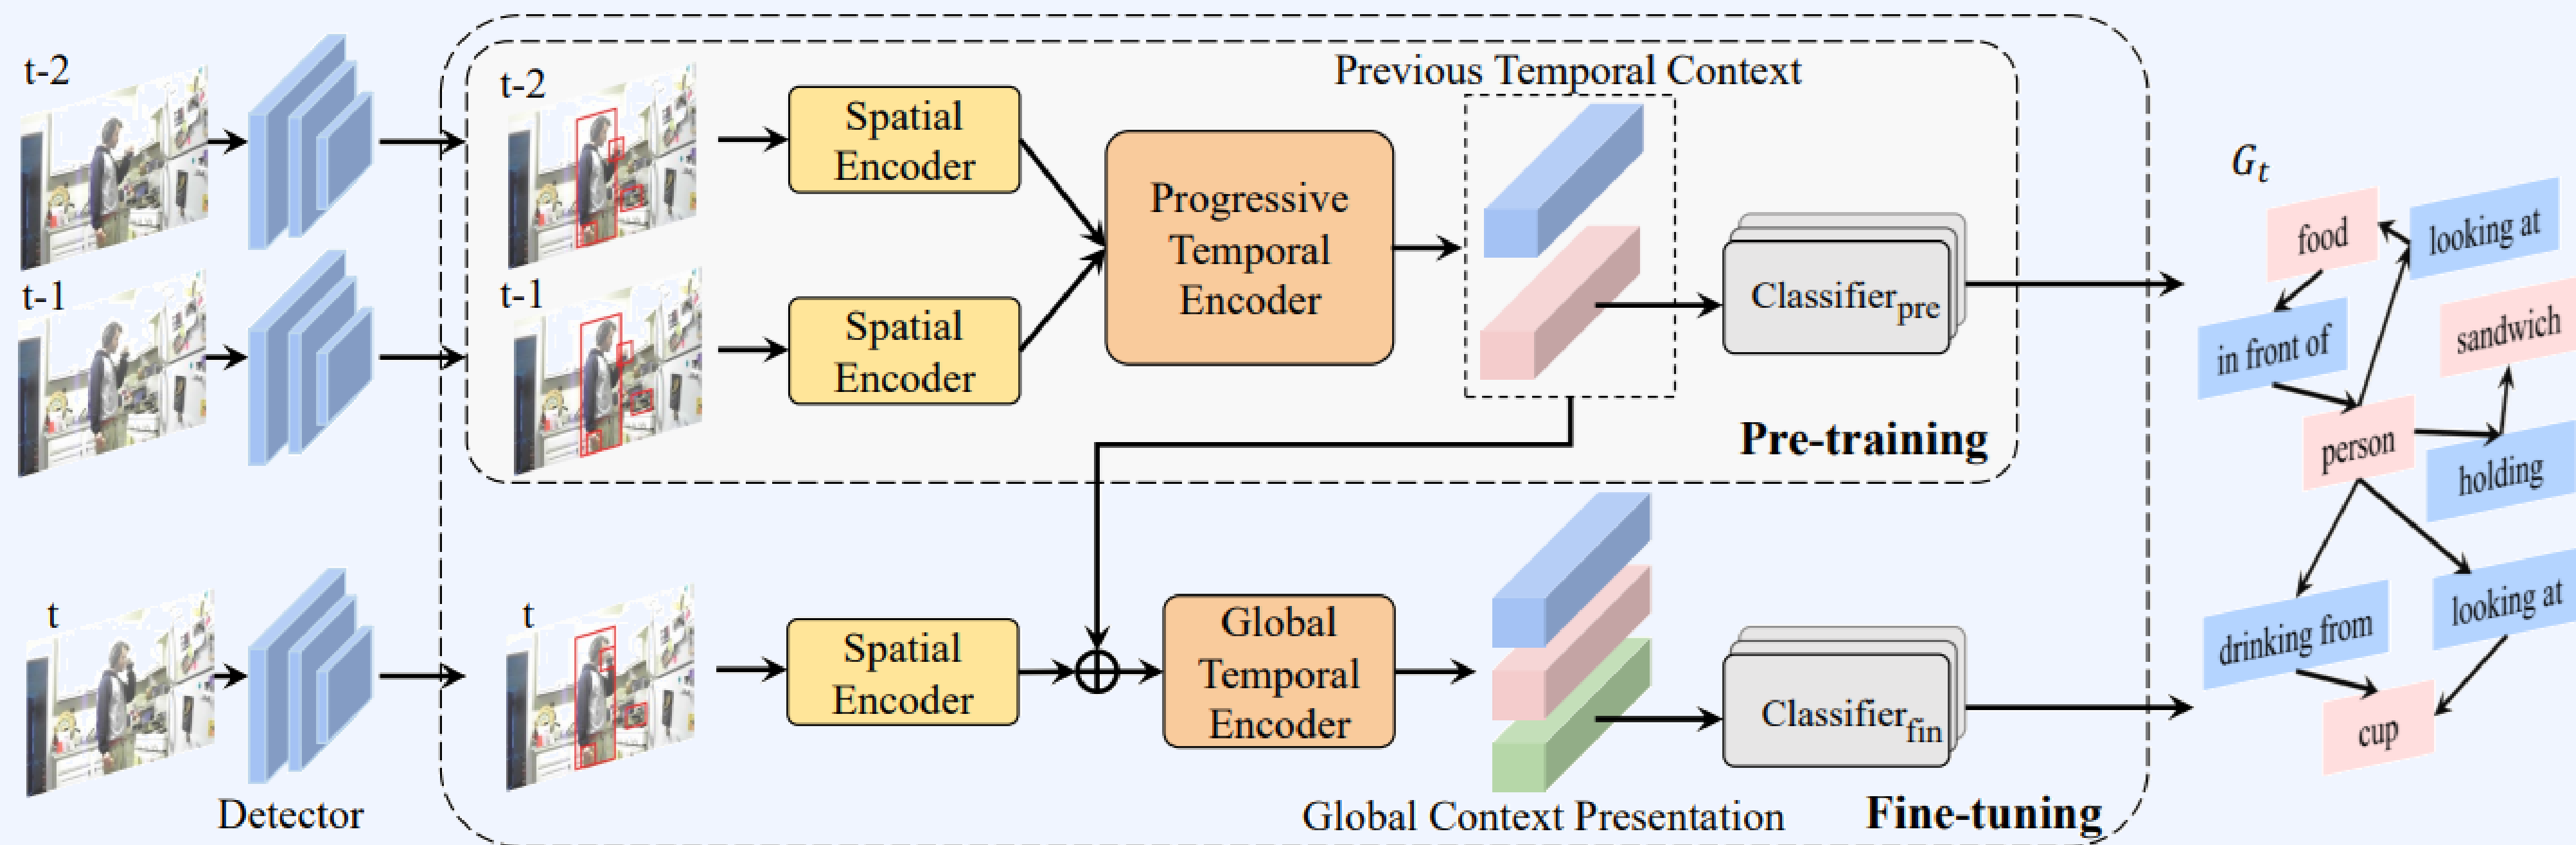 t-2
t-1
t
Detector
t-2
t-1
t
Spatial
Encoder
Spatial
Encoder
Spatial
Encoder
Progressive
Temporal
Encoder
Previous Temporal Context
Classifier_pre
Pre-training
Global
Temporal
Encoder
Global Context Presentation
Classifier_fin
Fine-tuning
G_t
food
looking at
in front of
sandwich
person
holding
drinking from
looking at
cup